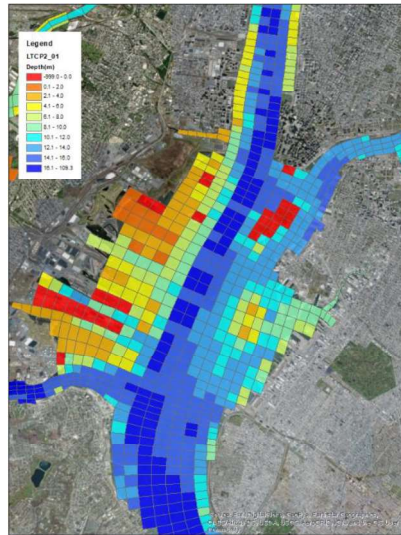 Legend
LTCP2_01
Depth(m)
-999.0 - 0.0
0.1 - 2.0
2.1 - 4.0
4.1 - 6.0
6.1 - 8.0
8.1 - 10.0
10.1 - 12.0
12.1 - 14.0
14.1 - 16.0
16.1 - 106.3